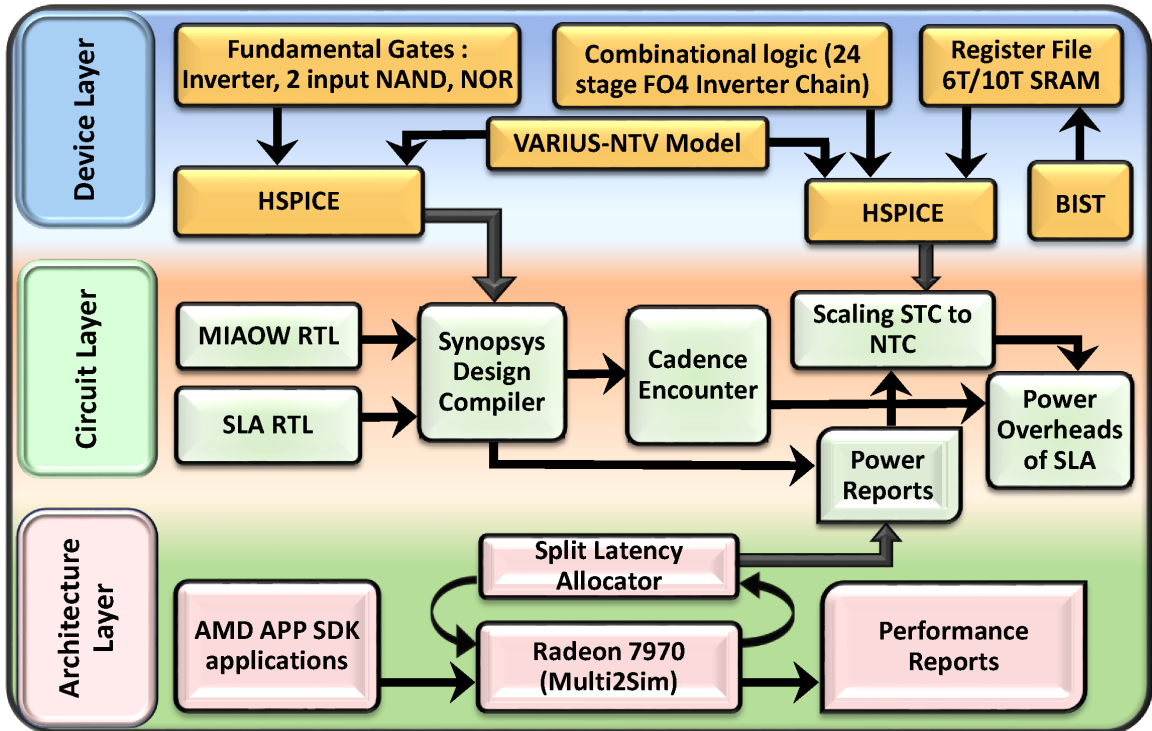 Device Layer
Fundamental Gates :
Inverter, 2 input NAND, NOR
Combinational logic (24
stage FO4 Inverter Chain)
Register File
6T/10T SRAM
VARIUS-NTV Model
HSPICE
HSPICE
BIST
Circuit Layer
MIAOW RTL
SLA RTL
Synopsys
Design
Compiler
Cadence
Encounter
Scaling STC to
NTC
Power
Overheads
of SLA
Power
Reports
Architecture
Layer
Split Latency
Allocator
AMD APP SDK
applications
Radeon 7970
(Multi2Sim)
Performance
Reports